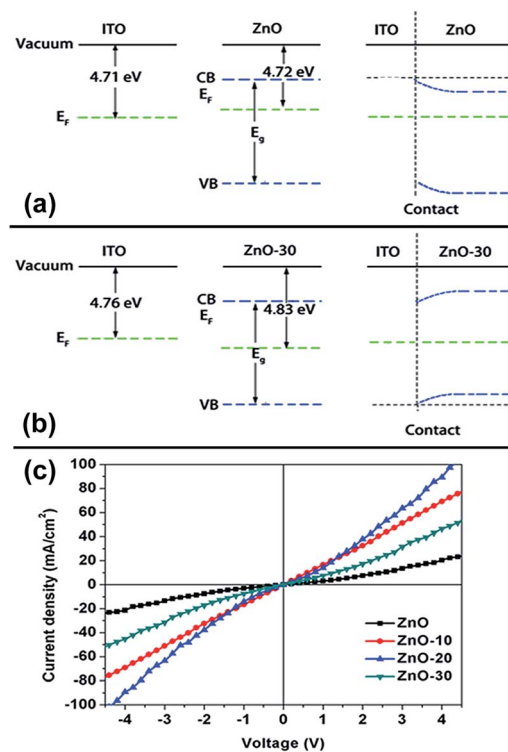 ITO ZnO ITO ZnO
Vacuum
4.71 eV CB 4.72 eV
E_F E_F
E_g
VB
(a)
Contact
ITO ZnO-30 ITO ZnO-30
Vacuum
4.76 eV CB 4.83 eV
E_F
E_F
E_g
VB
(b)
Contact
(c)
Current density (mA/cm²)
100
80
60
40
20
0
-20
-40
-60
-80
-100
ZnO
ZnO-10
ZnO-20
ZnO-30
-4 -3 -2 -1 0 1 2 3 4
Voltage (V)